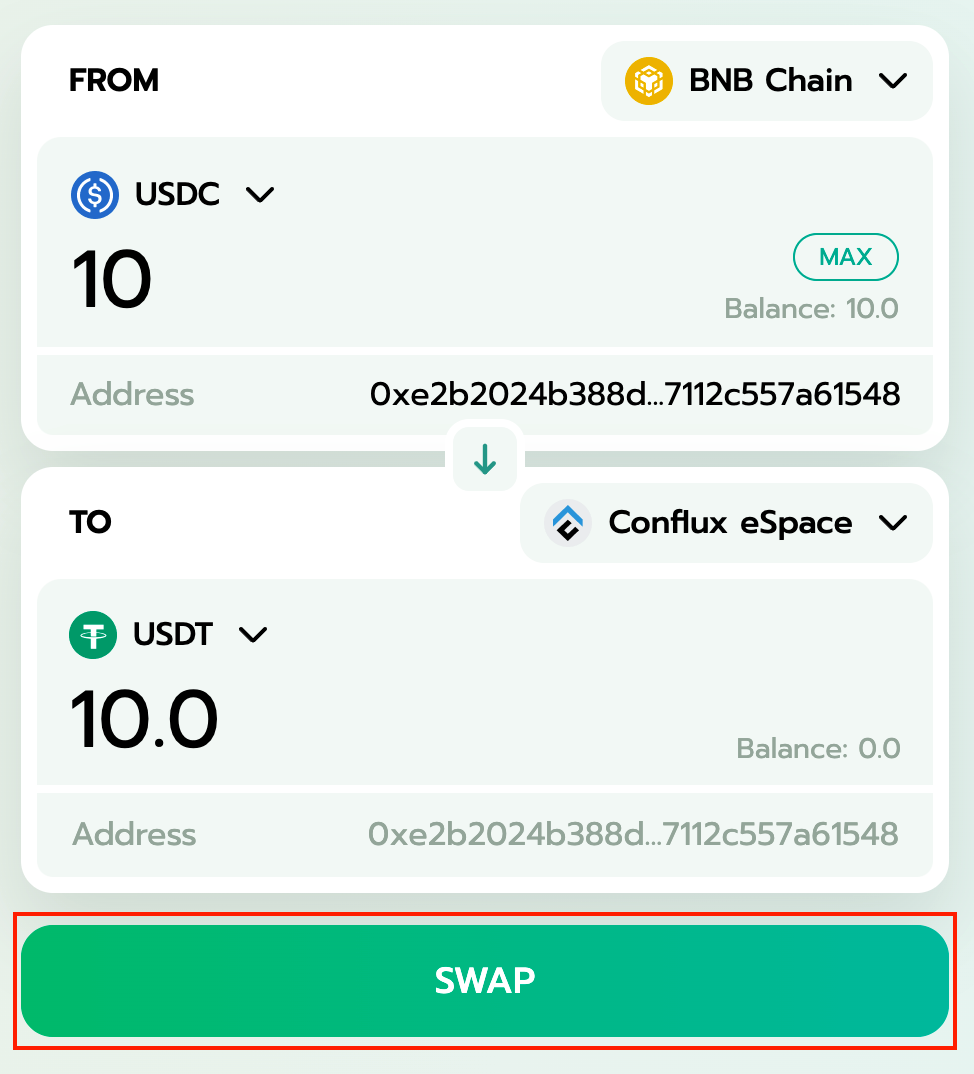 FROM
BNB Chain
USDC
10
MAX
Balance: 10.0
Address
0xe2b2024b388d...7112c557a61548
TO
Conflux eSpace
USDT
10.0
Balance: 0.0
Address
0xe2b2024b388d...7112c557a61548
SWAP